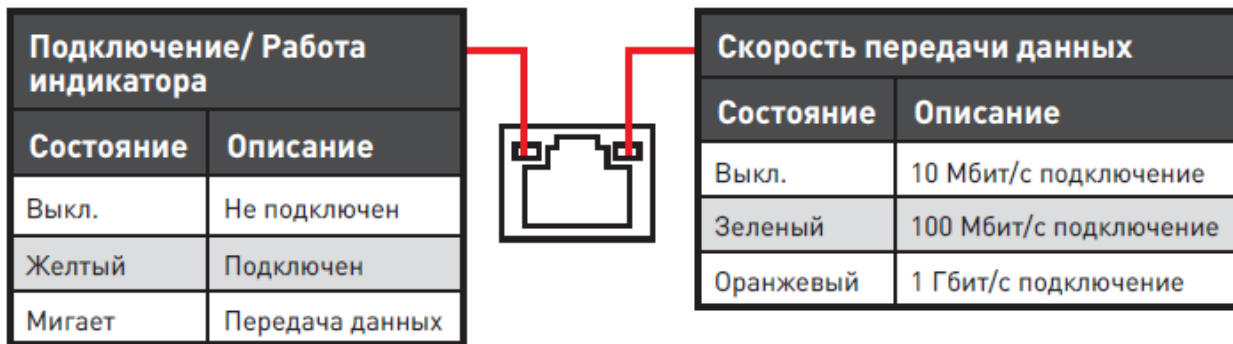 Подключение/ Работа
индикатора
Состояние Описание
Выкл. Не подключен
Желтый Подключен
Мигает Передача данных
Скорость передачи данных
Состояние Описание
Выкл. 10 Мбит/с подключение
Зеленый 100 Мбит/с подключение
Оранжевый 1 Гбит/с подключение